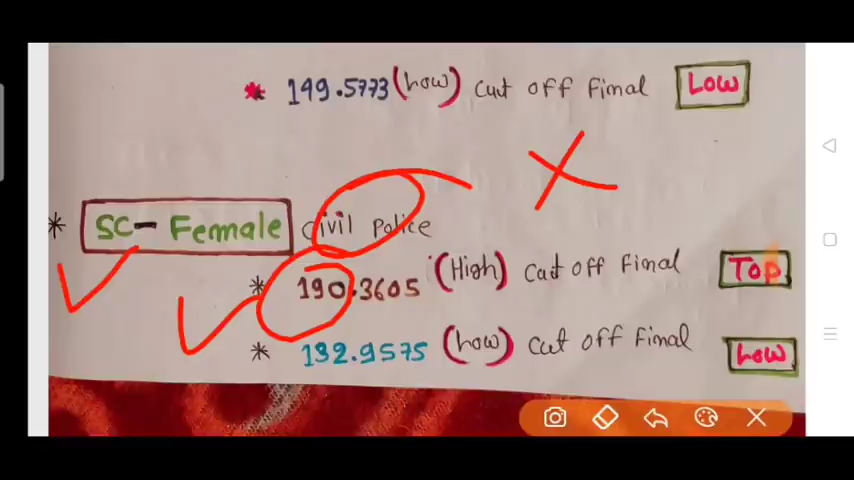 * 149.5773 (Low) cut off Final Low
* SC- Female civil Police
* 190.3605 (High) cut off final Top
* 132.9575 (Low) cut off Final Low